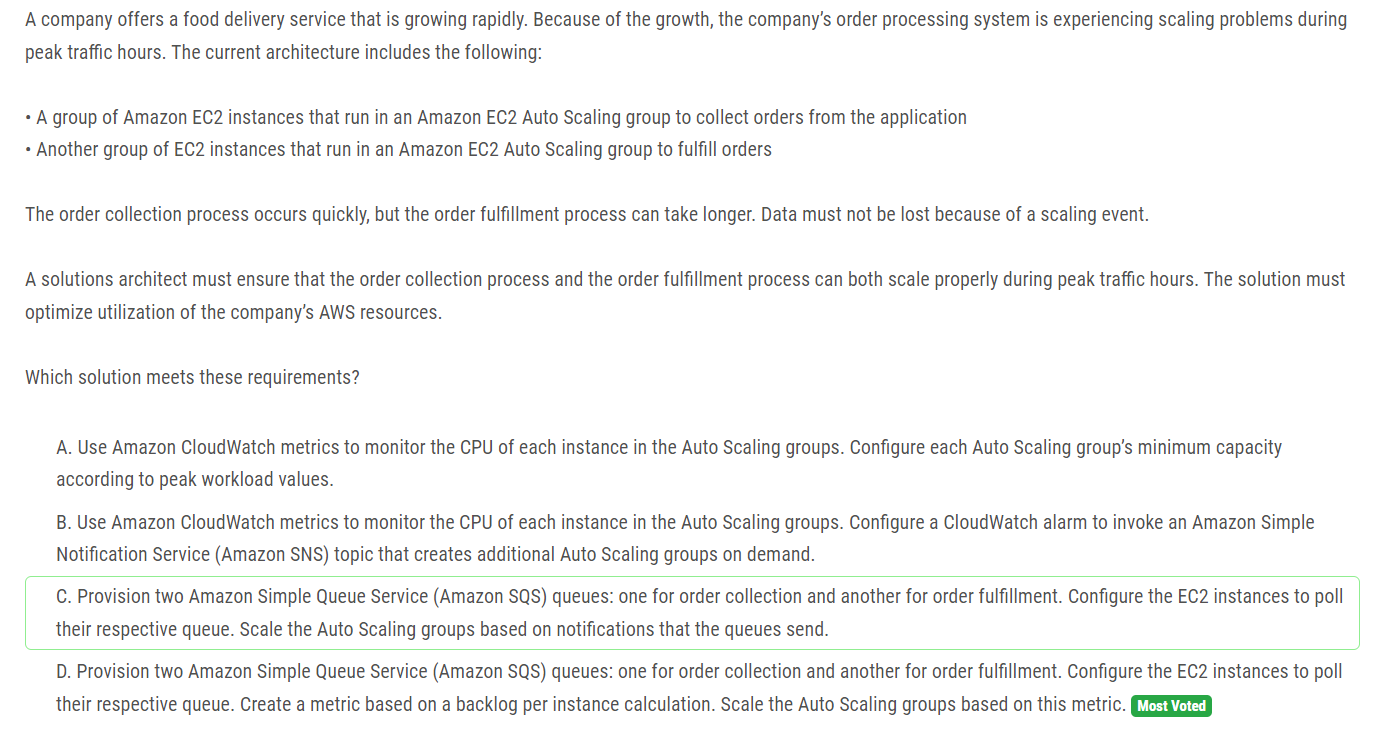 A company offers a food delivery service that is growing rapidly. Because of the growth, the company’s order processing system is experiencing scaling problems during
peak traffic hours. The current architecture includes the following:
• A group of Amazon EC2 instances that run in an Amazon EC2 Auto Scaling group to collect orders from the application
• Another group of EC2 instances that run in an Amazon EC2 Auto Scaling group to fulfill orders
The order collection process occurs quickly, but the order fulfillment process can take longer. Data must not be lost because of a scaling event.
A solutions architect must ensure that the order collection process and the order fulfillment process can both scale properly during peak traffic hours. The solution must
optimize utilization of the company’s AWS resources.
Which solution meets these requirements?
A. Use Amazon CloudWatch metrics to monitor the CPU of each instance in the Auto Scaling groups. Configure each Auto Scaling group’s minimum capacity
according to peak workload values.
B. Use Amazon CloudWatch metrics to monitor the CPU of each instance in the Auto Scaling groups. Configure a CloudWatch alarm to invoke an Amazon Simple
Notification Service (Amazon SNS) topic that creates additional Auto Scaling groups on demand.
C. Provision two Amazon Simple Queue Service (Amazon SQS) queues: one for order collection and another for order fulfillment. Configure the EC2 instances to poll
their respective queue. Scale the Auto Scaling groups based on notifications that the queues send.
D. Provision two Amazon Simple Queue Service (Amazon SQS) queues: one for order collection and another for order fulfillment. Configure the EC2 instances to poll
their respective queue. Create a metric based on a backlog per instance calculation. Scale the Auto Scaling groups based on this metric. Most Voted